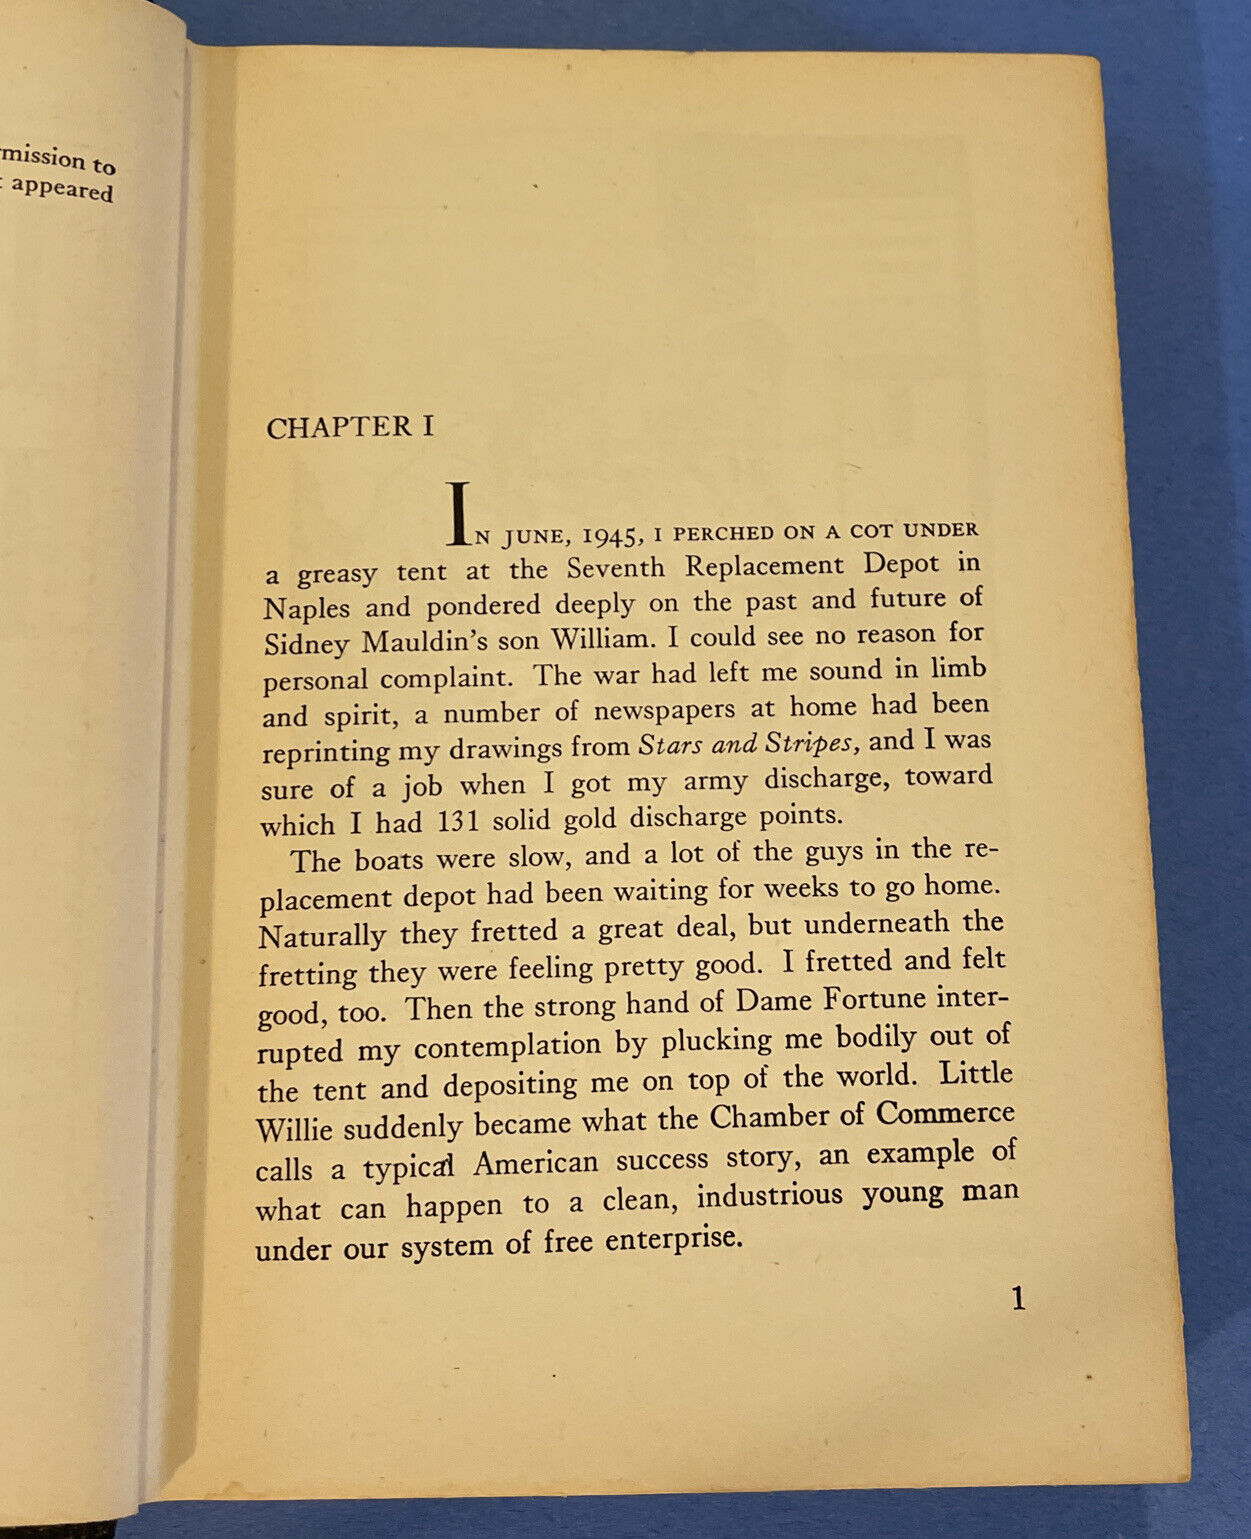 mission to
appeared
CHAPTER I
IN JUNE, 1945, I PERCHED ON A COT UNDER
a greasy tent at the Seventh Replacement Depot in
Naples and pondered deeply on the past and future of
Sidney Mauldin's son William. I could see no reason for
personal complaint. The war had left me sound in limb
and spirit, a number of newspapers at home had been
reprinting my drawings from Stars and Stripes, and I was
sure of a job when I got my army discharge, toward
which I had 131 solid gold discharge points.
The boats were slow, and a lot of the guys in the re-
placement depot had been waiting for weeks to go home.
Naturally they fretted a great deal, but underneath the
fretting they were feeling pretty good. I fretted and felt
good, too. Then the strong hand of Dame Fortune inter-
rupted my contemplation by plucking me bodily out of
the tent and depositing me on top of the world. Little
Willie suddenly became what the Chamber of Commerce
calls a typical American success story, an example of
what can happen to a clean, industrious young man
under our system of free enterprise.
1